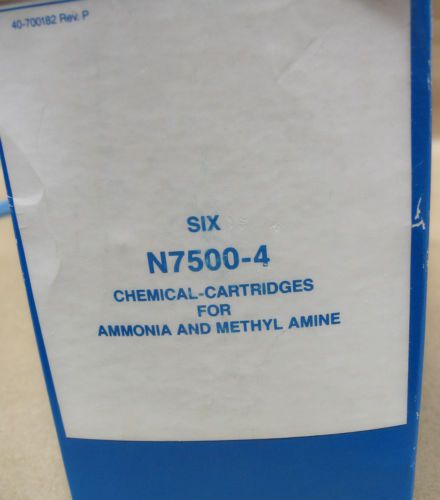 40-700182 Rev. P
SIX
N7500-4
CHEMICAL-CARTRIDGES
FOR
AMMONIA AND METHYL AMINE